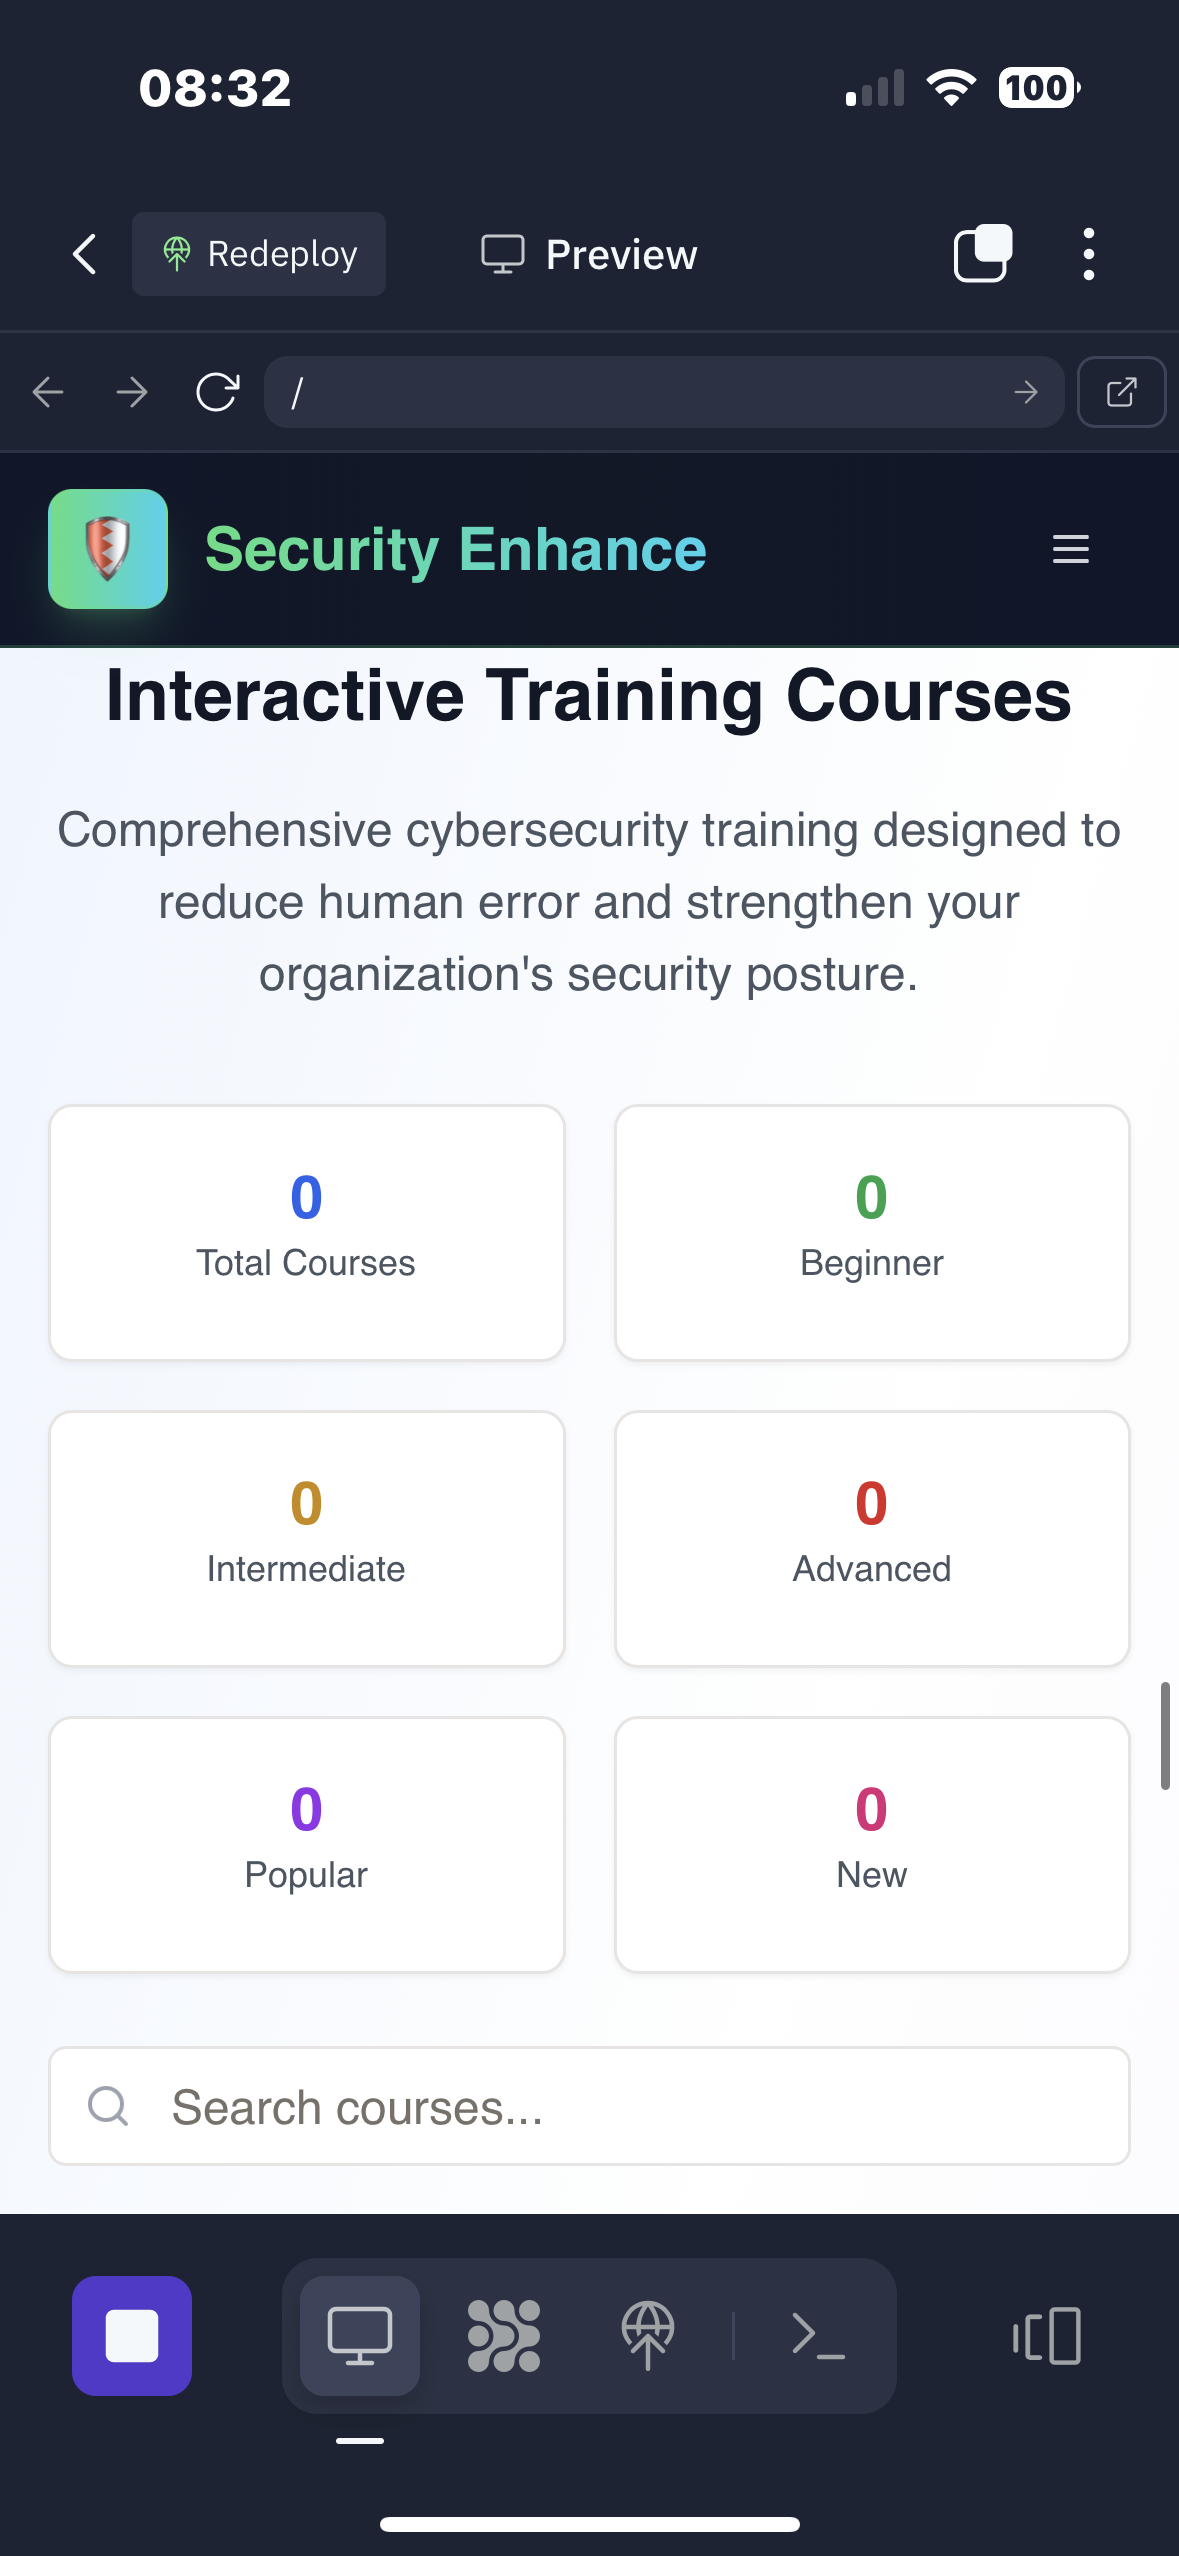 08:32
100
Redeploy
Preview
/
Security Enhance
Interactive Training Courses
Comprehensive cybersecurity training designed to
reduce human error and strengthen your
organization's security posture.
0
Total Courses
0
Beginner
0
Intermediate
0
Advanced
0
Popular
0
New
Search courses...